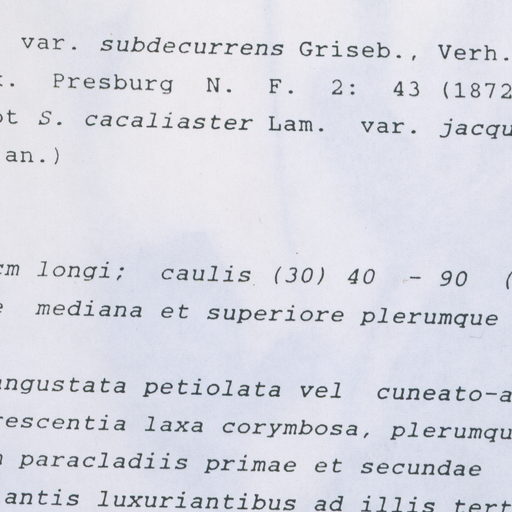 var. subdecurrens Griseb., Verh.
. Presburg N. F. 2: 43 (1872
ot S. cacaliaster Lam. var. jacqu
an.)
cm longi; caulis (30) 40 - 90 (
mediana et superiore plerumque
angustata petiolata vel cuneato-a
rescentia laxa corymbosa, plerumqu
paracladiis primae et secundae
antis luxuriantibus ad illis tert